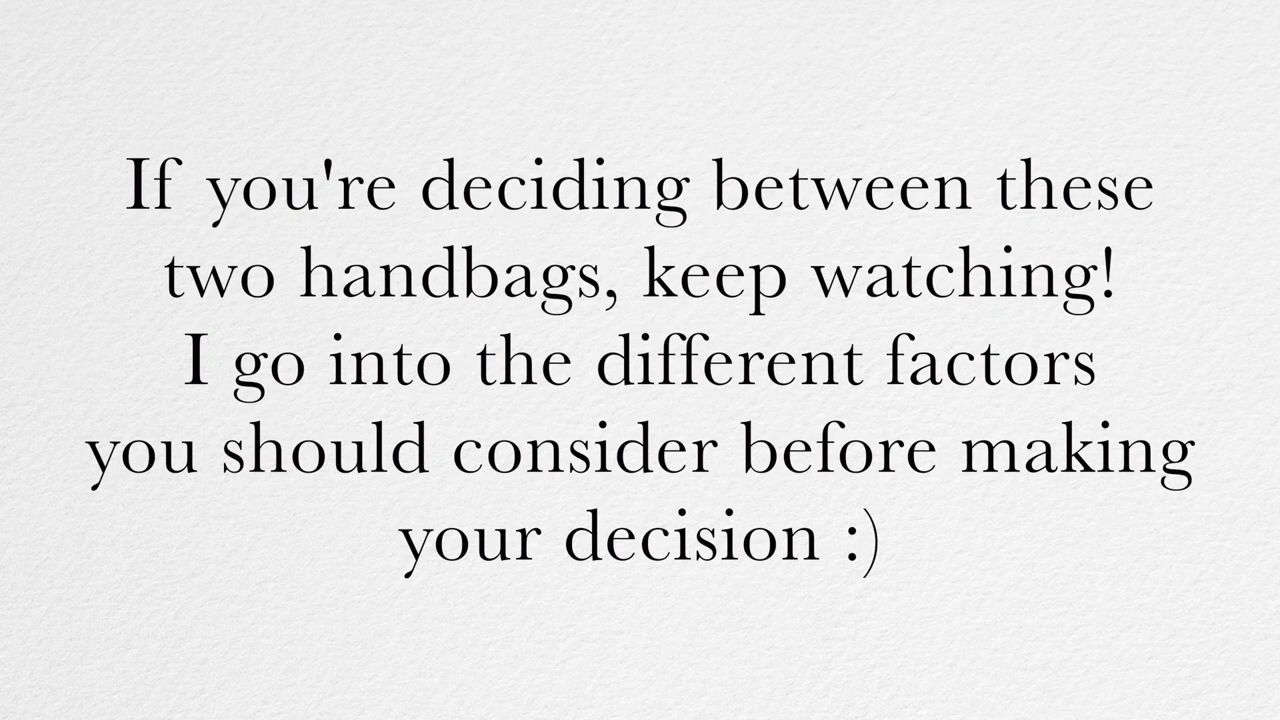 If you're deciding between these
two handbags, keep watching!
I go into the different factors
you should consider before making
your decision :)